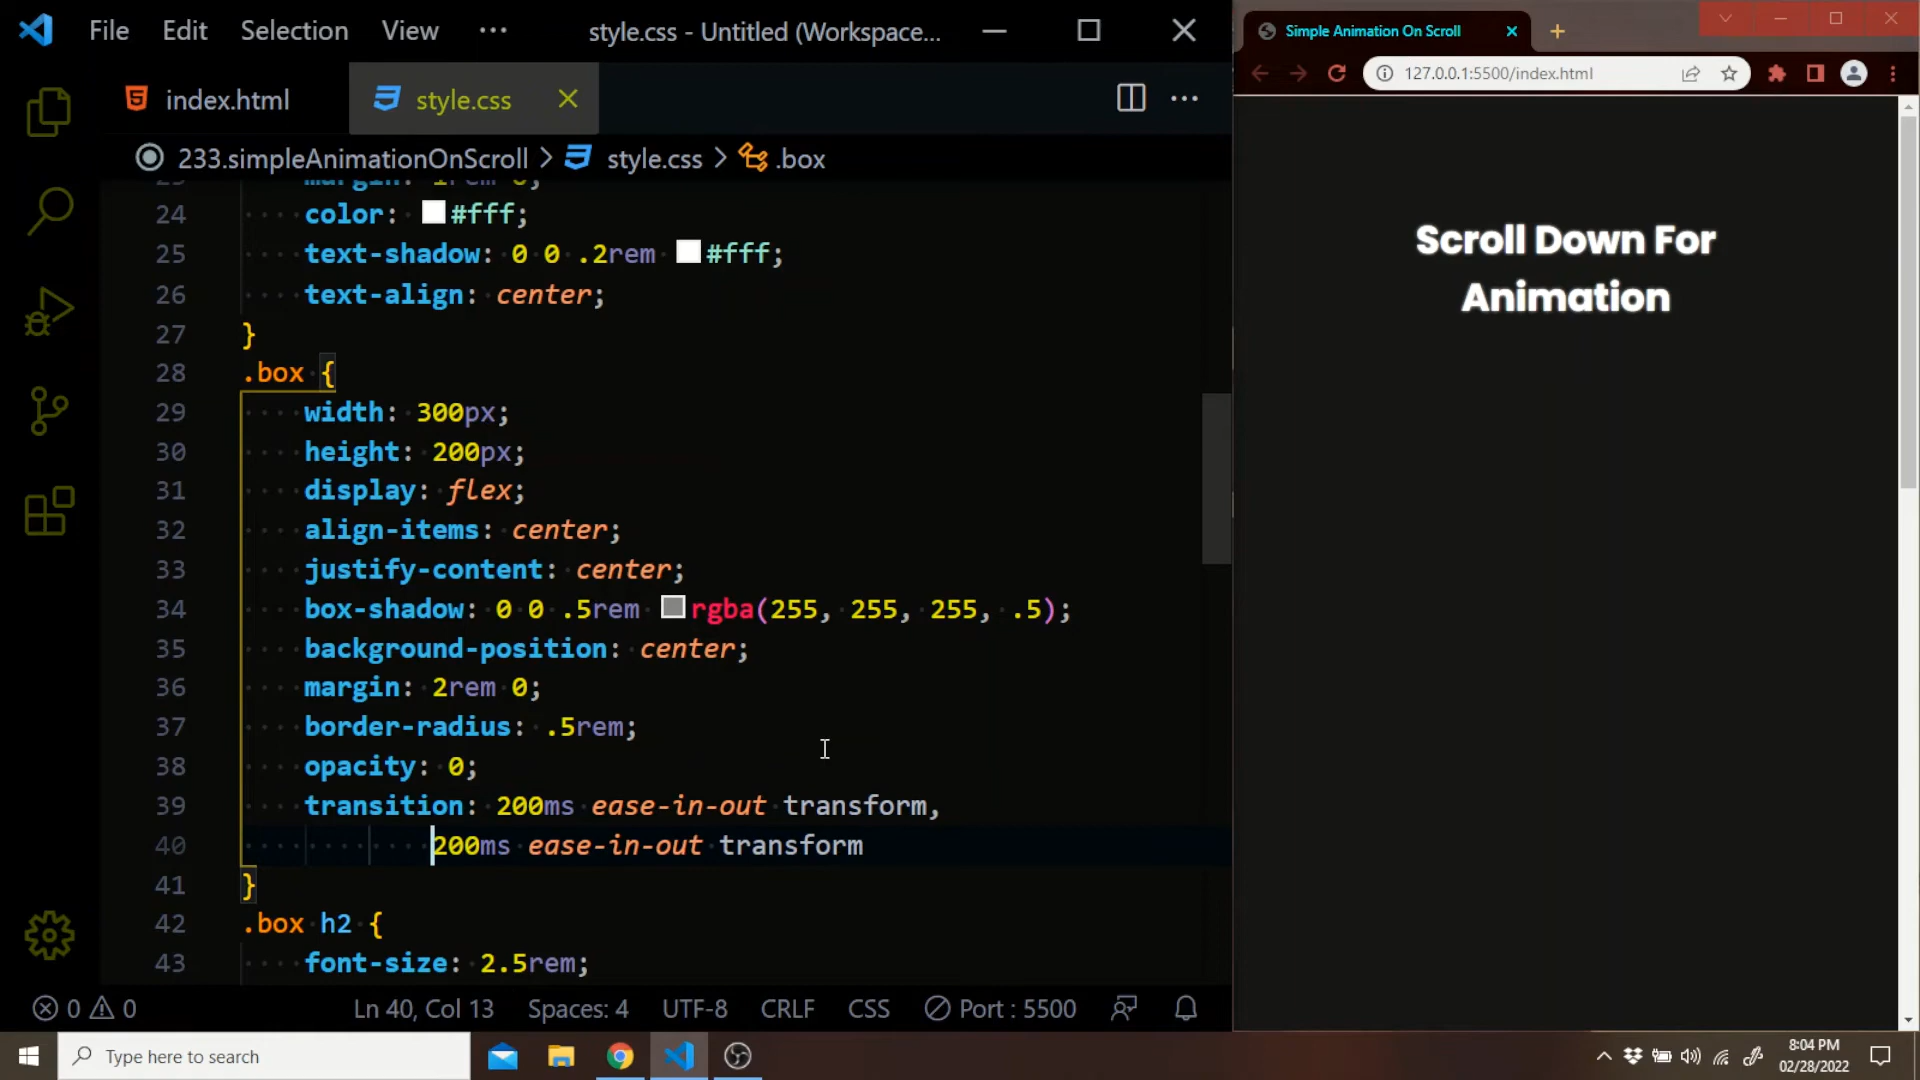 File Edit Selection View ··· style.css - Untitled (Workspace...
index.html style.css
233.simpleAnimationOnScroll > style.css > .box
23 margin: 1rem 0;
24 color: #fff;
25 text-shadow: 0 0 .2rem #fff;
26 text-align: center;
27 }
28 .box {
29 width: 300px;
30 height: 200px;
31 display: flex;
32 align-items: center;
33 justify-content: center;
34 box-shadow: 0 0 .5rem rgba(255, 255, 255, .5);
35 background-position: center;
36 margin: 2rem 0;
37 border-radius: .5rem;
38 opacity: 0;
39 transition: 200ms ease-in-out transform,
40 200ms ease-in-out transform
41 }
42 .box h2 {
43 font-size: 2.5rem;
0 0 Ln 40, Col 13 Spaces: 4 UTF-8 CRLF CSS Port : 5500
Simple Animation On Scroll
127.0.0.1:5500/index.html
Scroll Down For
Animation
Type here to search
8:04 PM
02/28/2022